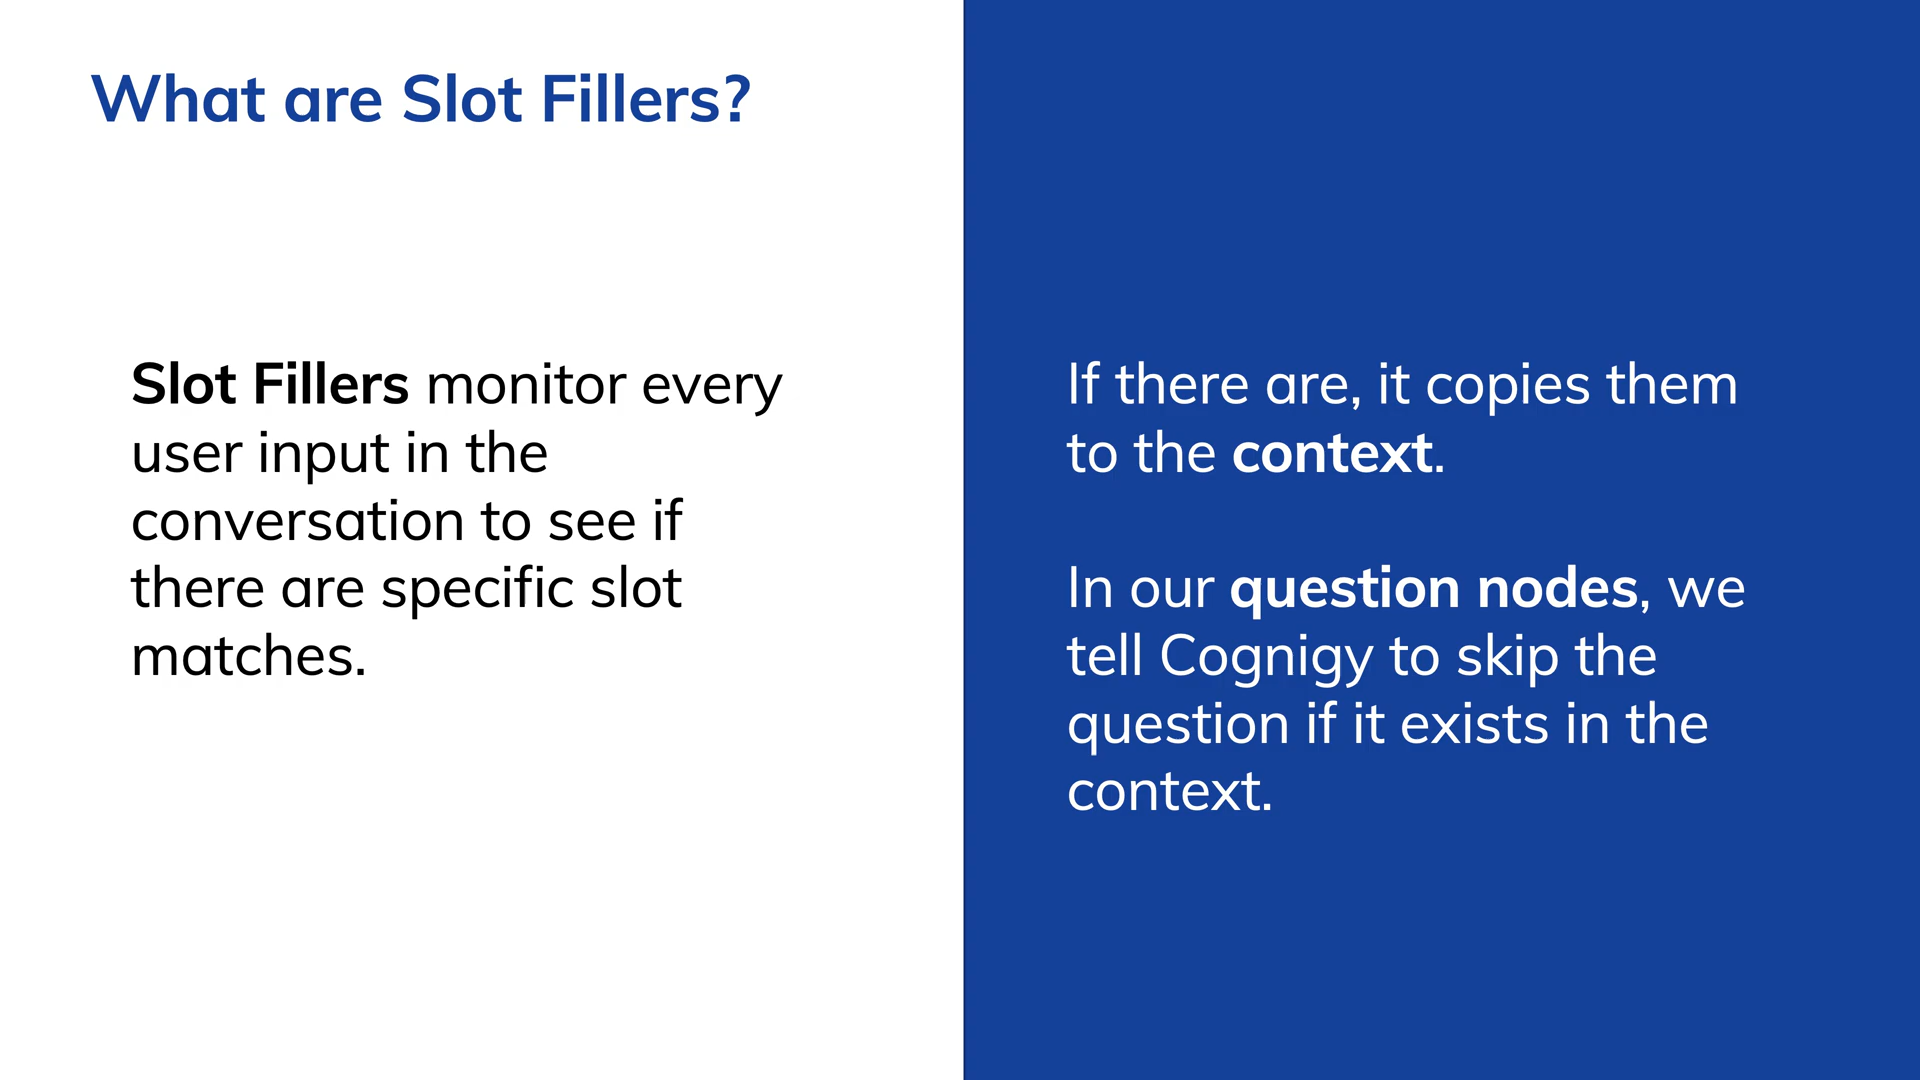 What are Slot Fillers?
Slot Fillers monitor every
user input in the
conversation to see if
there are specific slot
matches.
If there are, it copies them
to the context.
In our question nodes, we
tell Cognigy to skip the
question if it exists in the
context.